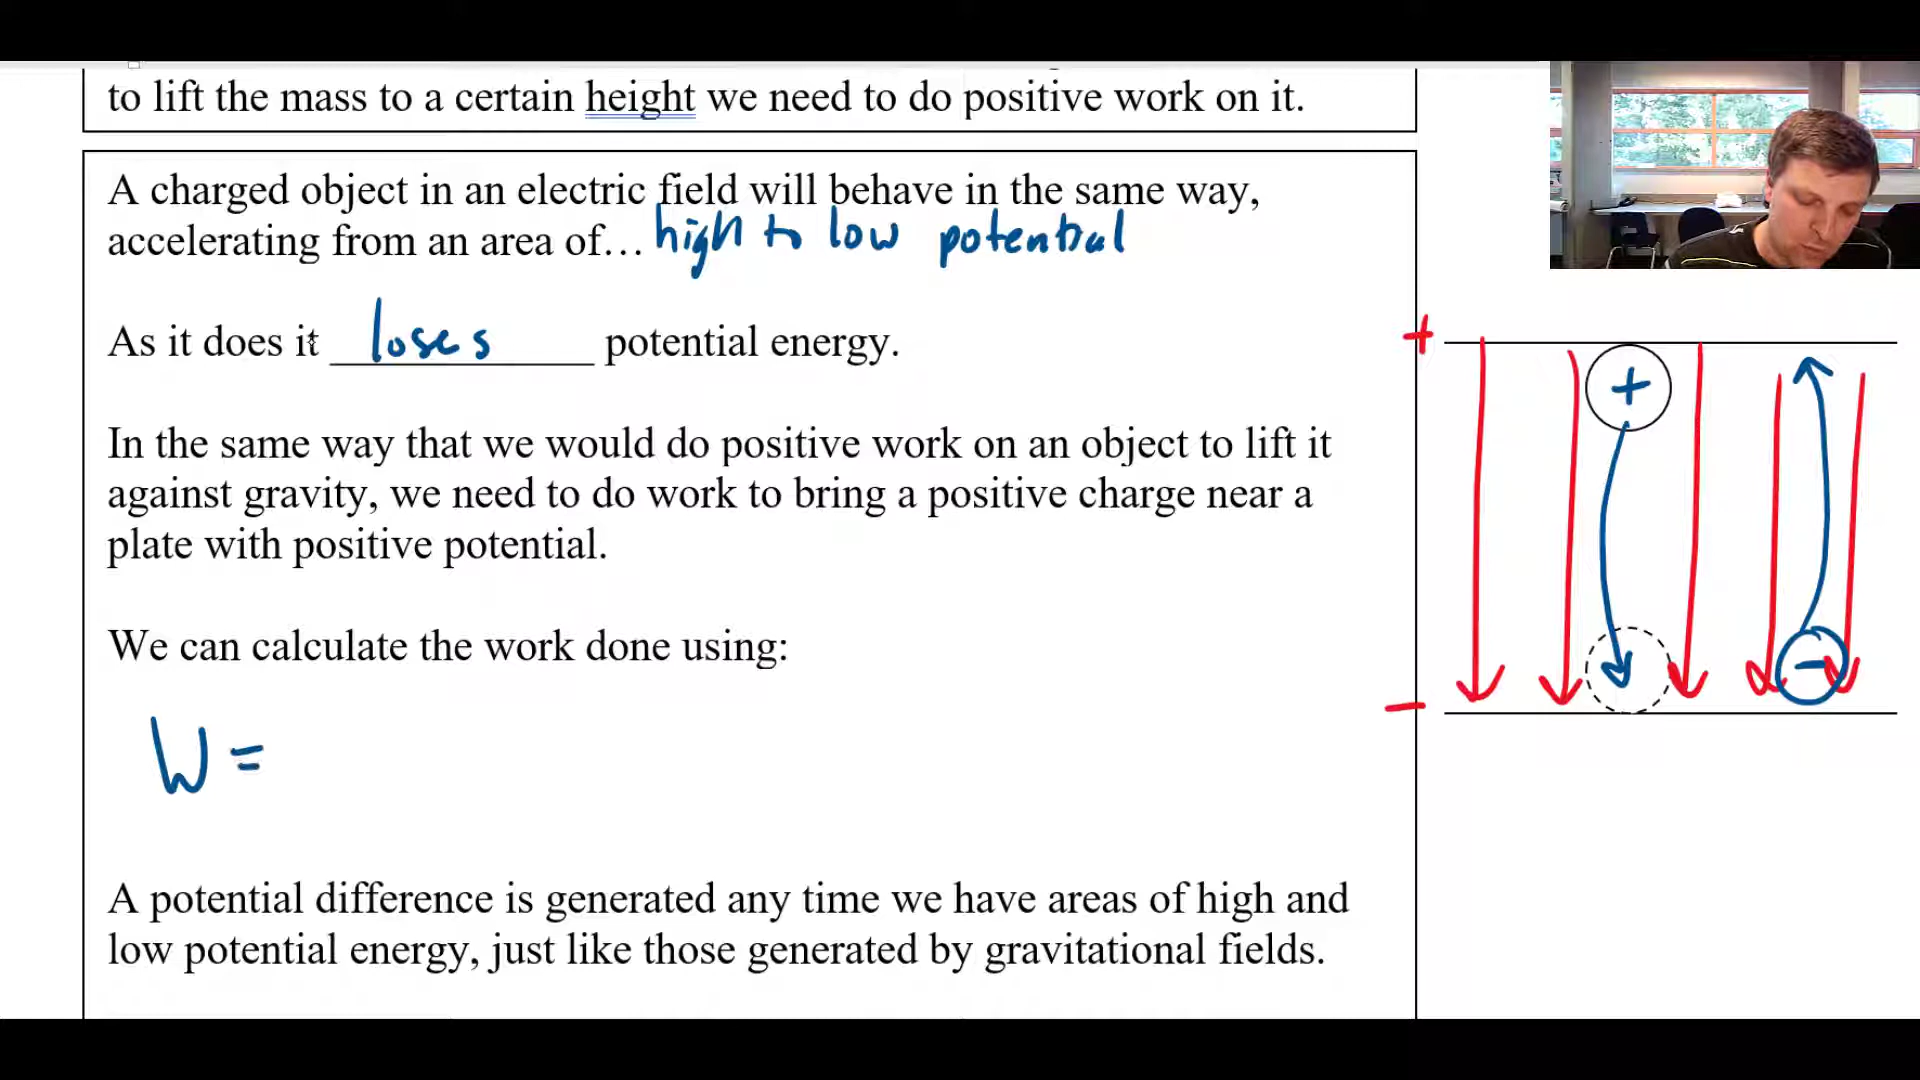 to lift the mass to a certain height we need to do positive work on it.
A charged object in an electric field will behave in the same way,
accelerating from an area of… high to low potential
As it does it loses potential energy.
In the same way that we would do positive work on an object to lift it
against gravity, we need to do work to bring a positive charge near a
plate with positive potential.
We can calculate the work done using:
W =
A potential difference is generated any time we have areas of high and
low potential energy, just like those generated by gravitational fields.
+
+
−
−